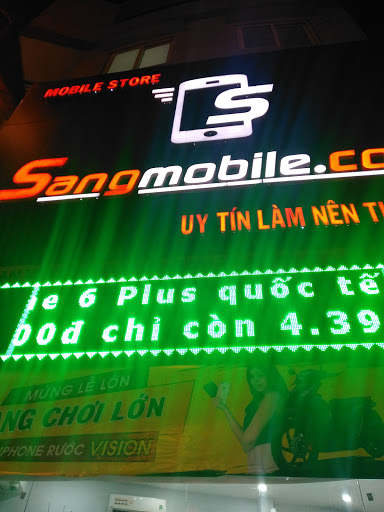 MOBILE STORE
S
Sangmobile.co
UY TÍN LÀM NÊN TH
e 6 Plus quốc tế
00đ chỉ còn 4.39
MỪNG LỄ LỚN
NG CHƠI LỚN
PHONE RƯỚC VISION